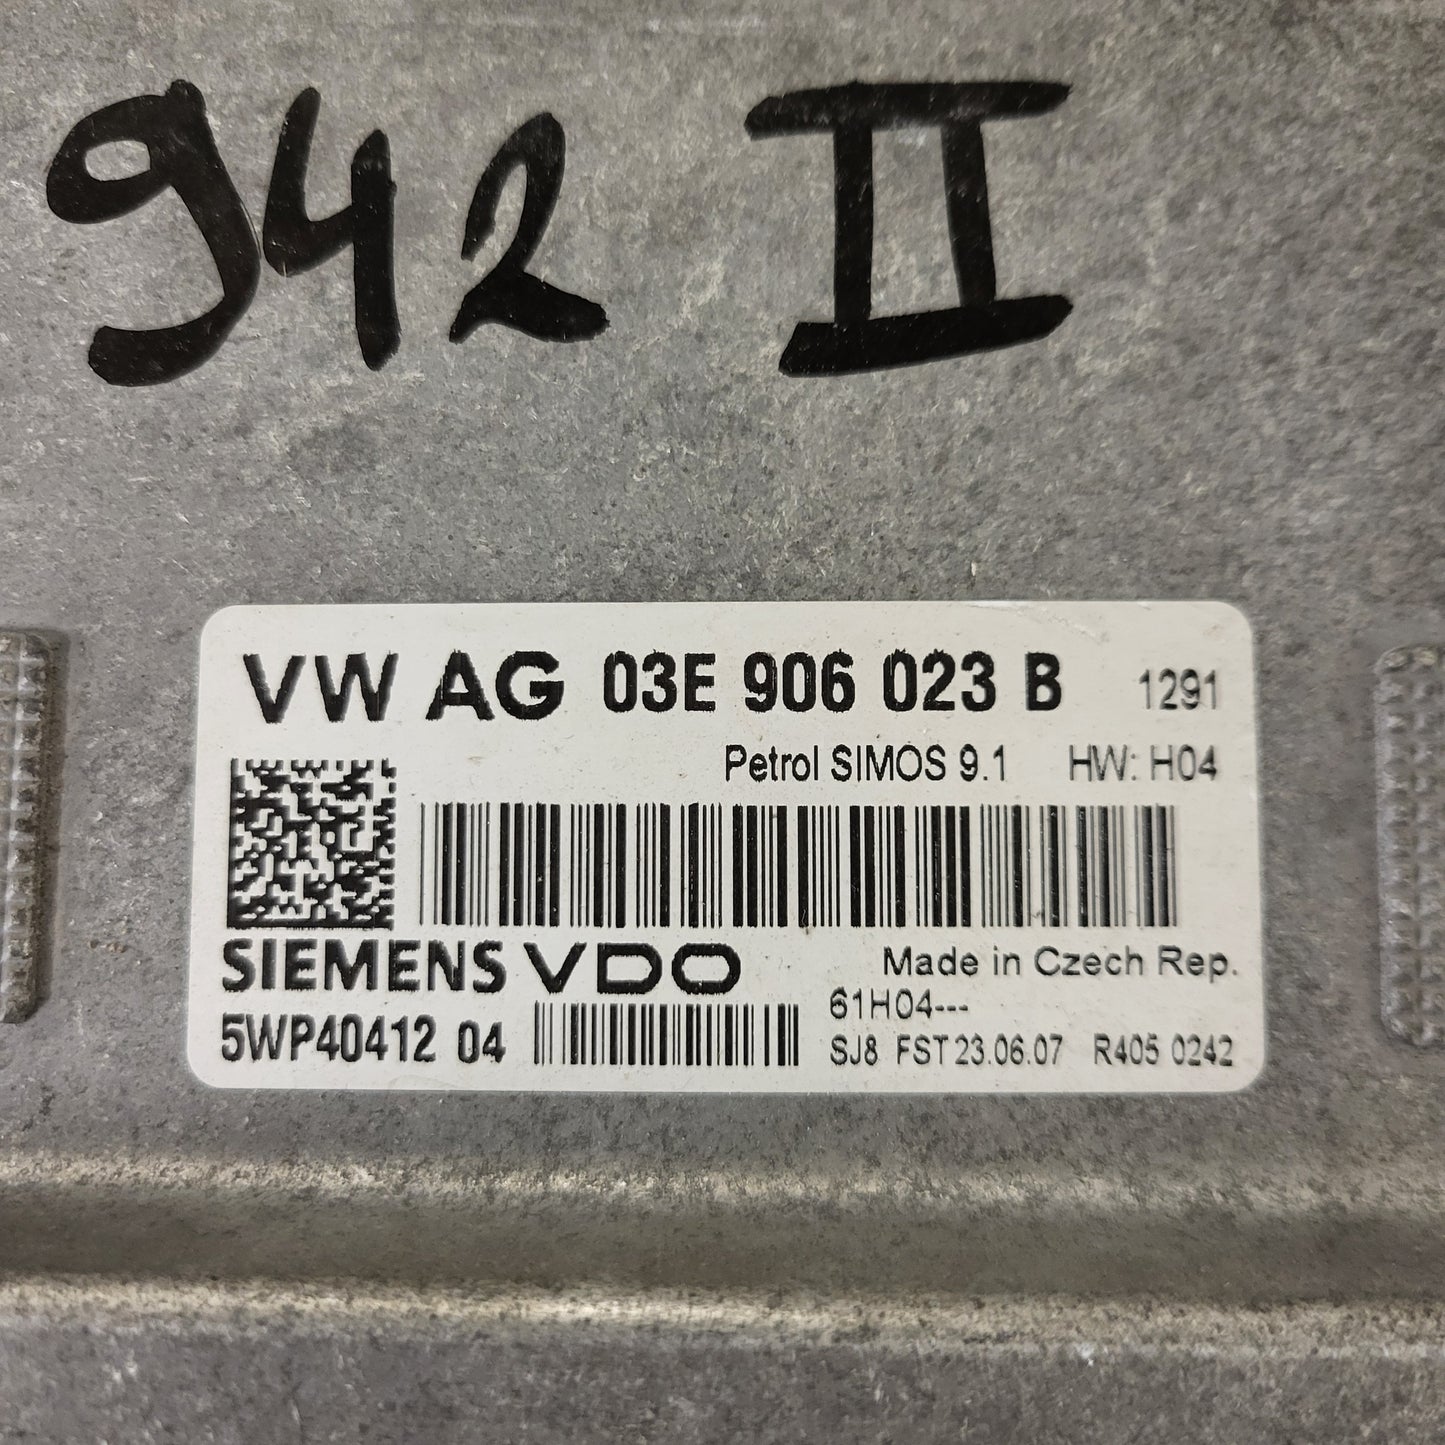 942 II
VW AG 03E 906 023 B 1291
Petrol SIMOS 9.1 HW: H04
SIEMENS VDO Made in Czech Rep.
61H04---
5WP40412 04 SJ8 FST 23.06.07 R405 0242